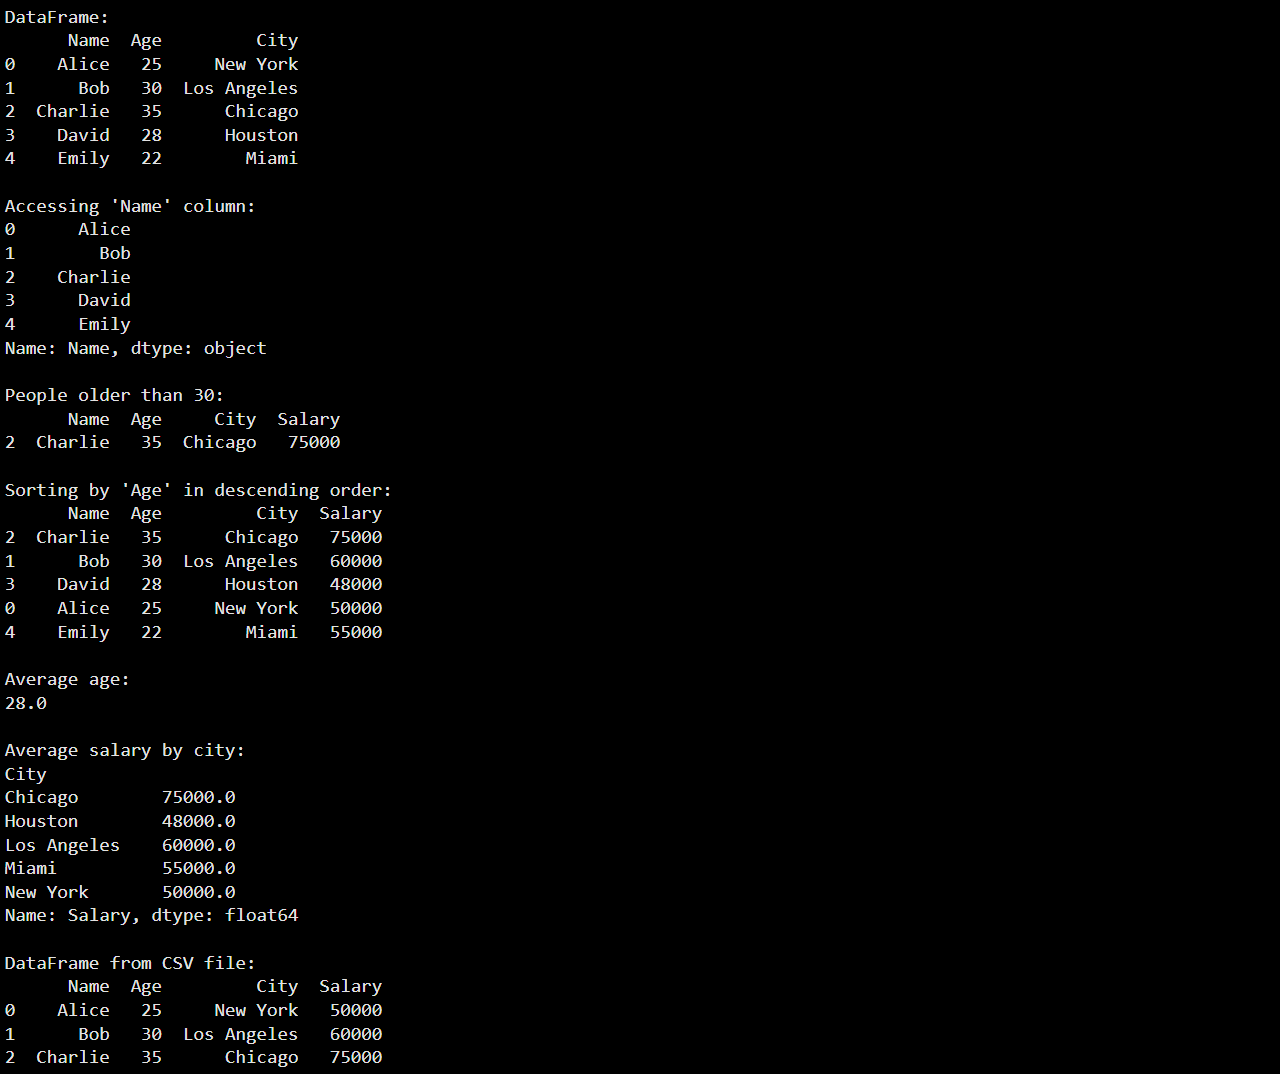 DataFrame:
      Name  Age         City
0    Alice   25     New York
1      Bob   30  Los Angeles
2  Charlie   35      Chicago
3    David   28      Houston
4    Emily   22        Miami

Accessing 'Name' column:
0      Alice
1        Bob
2    Charlie
3      David
4      Emily
Name: Name, dtype: object

People older than 30:
      Name  Age     City  Salary
2  Charlie   35  Chicago   75000

Sorting by 'Age' in descending order:
      Name  Age         City  Salary
2  Charlie   35      Chicago   75000
1      Bob   30  Los Angeles   60000
3    David   28      Houston   48000
0    Alice   25     New York   50000
4    Emily   22        Miami   55000

Average age:
28.0

Average salary by city:
City
Chicago        75000.0
Houston        48000.0
Los Angeles    60000.0
Miami          55000.0
New York       50000.0
Name: Salary, dtype: float64

DataFrame from CSV file:
      Name  Age         City  Salary
0    Alice   25     New York   50000
1      Bob   30  Los Angeles   60000
2  Charlie   35      Chicago   75000